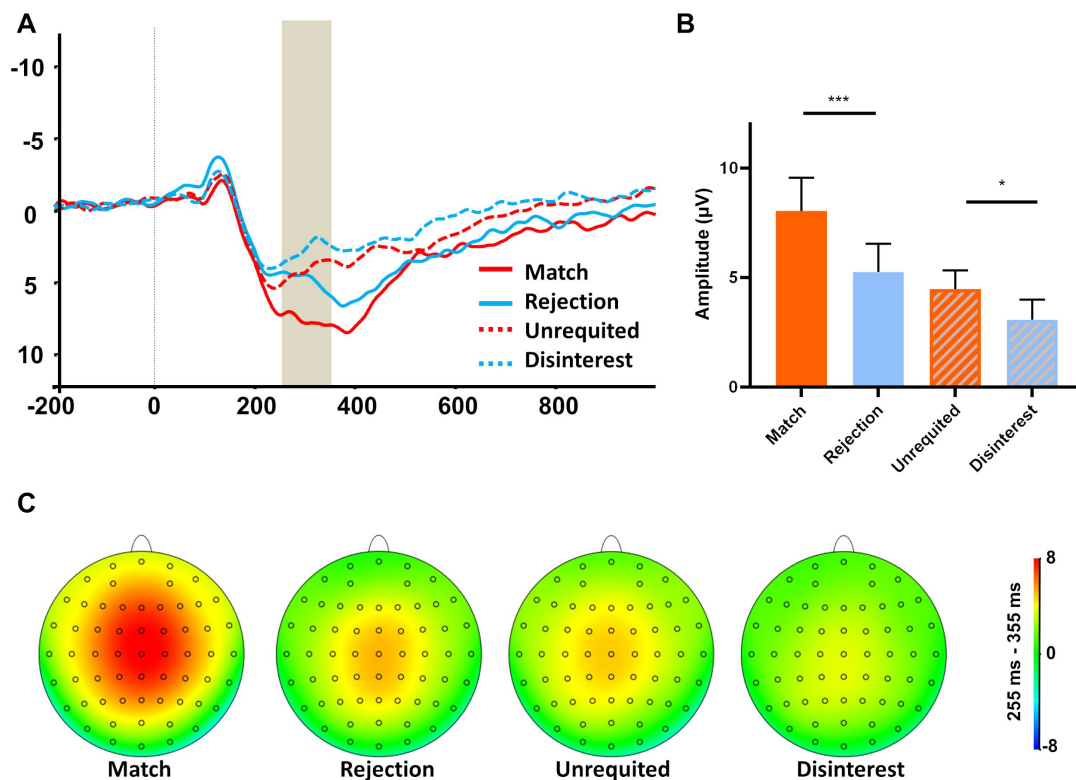 A
-10
-5
0
5
10
-200
0
200
400
600
800
Match
Rejection
Unrequited
Disinterest
B
***
*
Amplitude (µV)
10
5
0
Match
Rejection
Unrequited
Disinterest
C
Match
Rejection
Unrequited
Disinterest
255 ms - 355 ms
8
0
-8